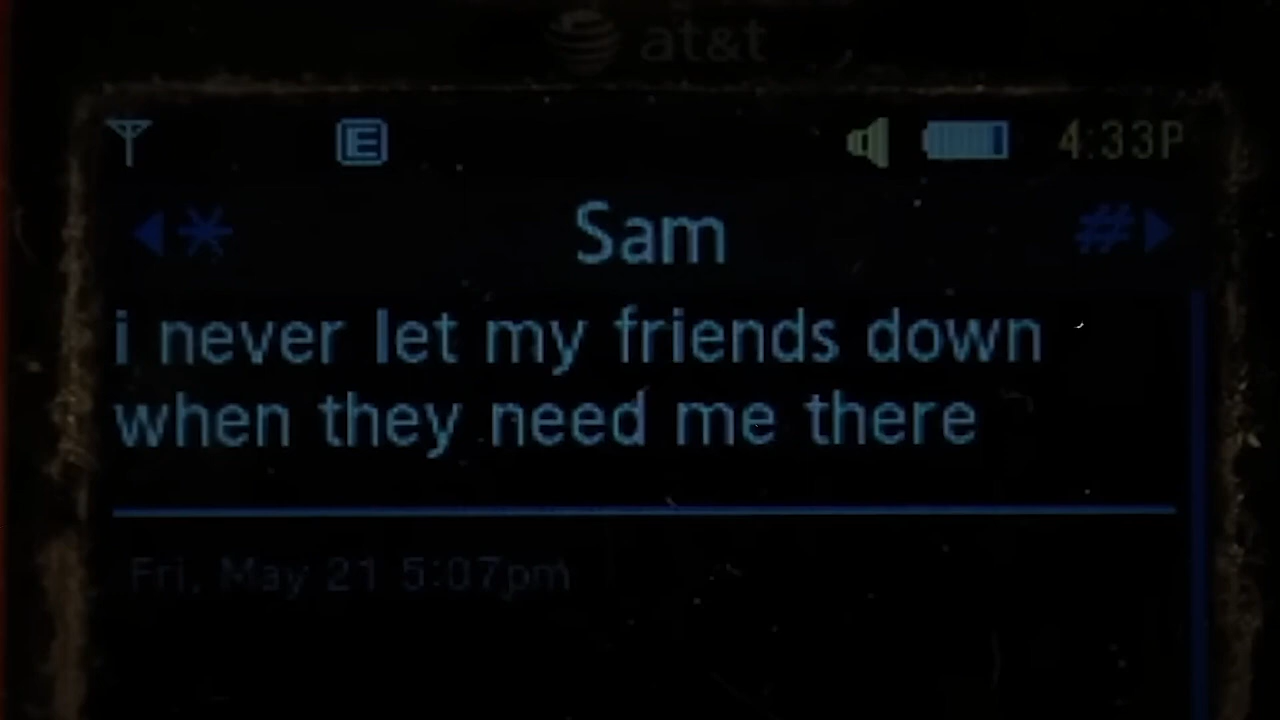 at&t
E 4:33P
* Sam #
i never let my friends down
when they need me there
Fri, May 21 5:07pm